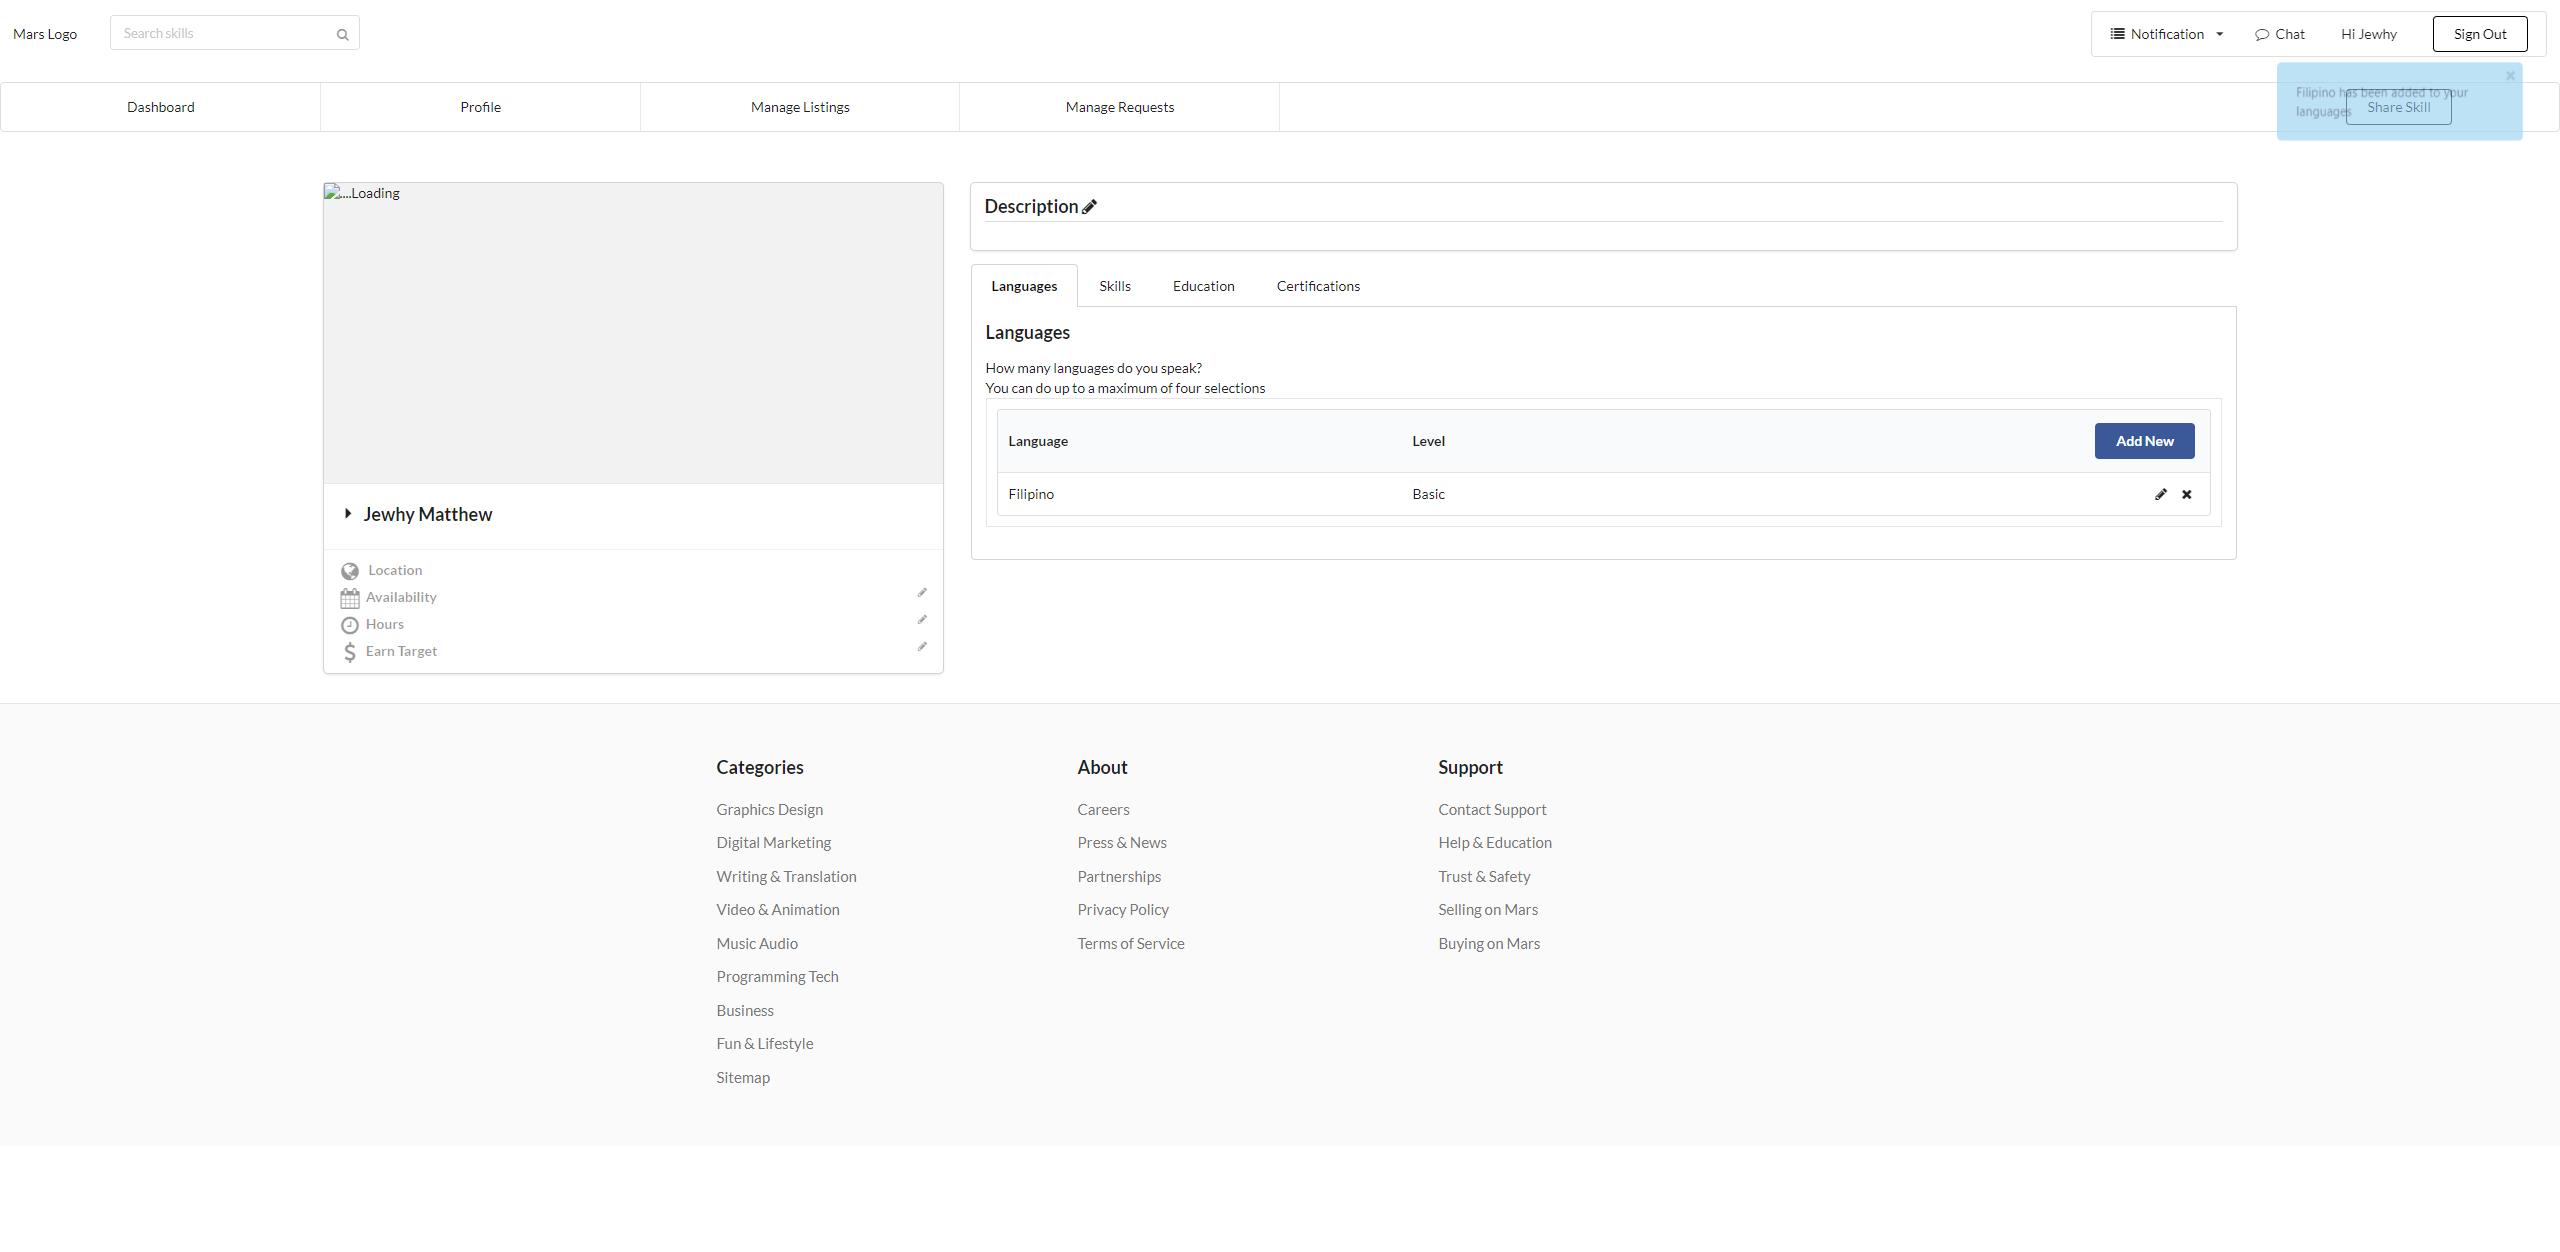 Mars Logo
Search skills
Notification
Chat
Hi Jewhy
Sign Out
Dashboard
Profile
Manage Listings
Manage Requests
Filipino has been added to your
languages
Share Skill
....Loading
Jewhy Matthew
Location
Availability
Hours
Earn Target
Description
Languages
Skills
Education
Certifications
Languages
How many languages do you speak?
You can do up to a maximum of four selections
Language
Level
Add New
Filipino
Basic
Categories
Graphics Design
Digital Marketing
Writing & Translation
Video & Animation
Music Audio
Programming Tech
Business
Fun & Lifestyle
Sitemap
About
Careers
Press & News
Partnerships
Privacy Policy
Terms of Service
Support
Contact Support
Help & Education
Trust & Safety
Selling on Mars
Buying on Mars